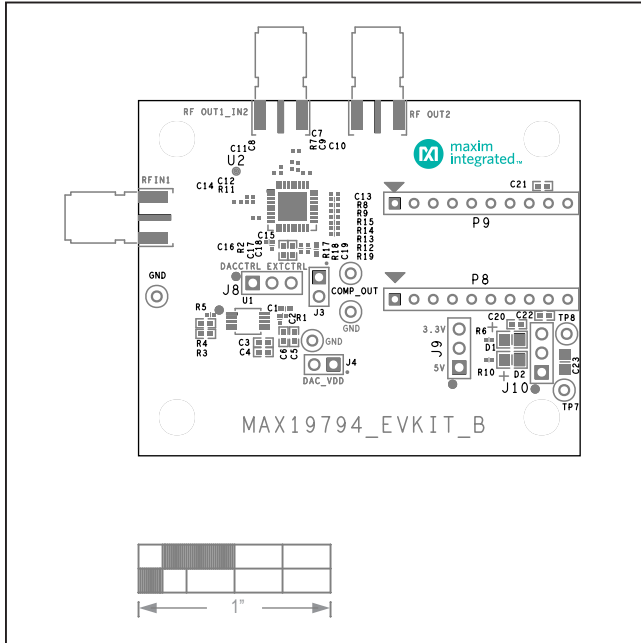 RF OUT1_IN2
RF OUT2
C7
C9
R7
C10
C8
C11
U2
maxim
integrated™
RFIN1
C12
C14
R11
C21
C13
R8
R9
R15
R14
R13
R12
R19
P9
C15
R2
C16
C17
C18
R17
R18
C19
GND
DACCTRL EXTCTRL
J8
COMP_OUT
P8
U1
J3
GND
R5
C1
C2
R1
R4
R3
C3
C4
C6
C5
GND
J4
DAC_VDD
3.3V
J9
5V
C20
C22
TP8
R6
D1
C23
R10
D2
J10
TP7
MAX19794_EVKIT_B
1"